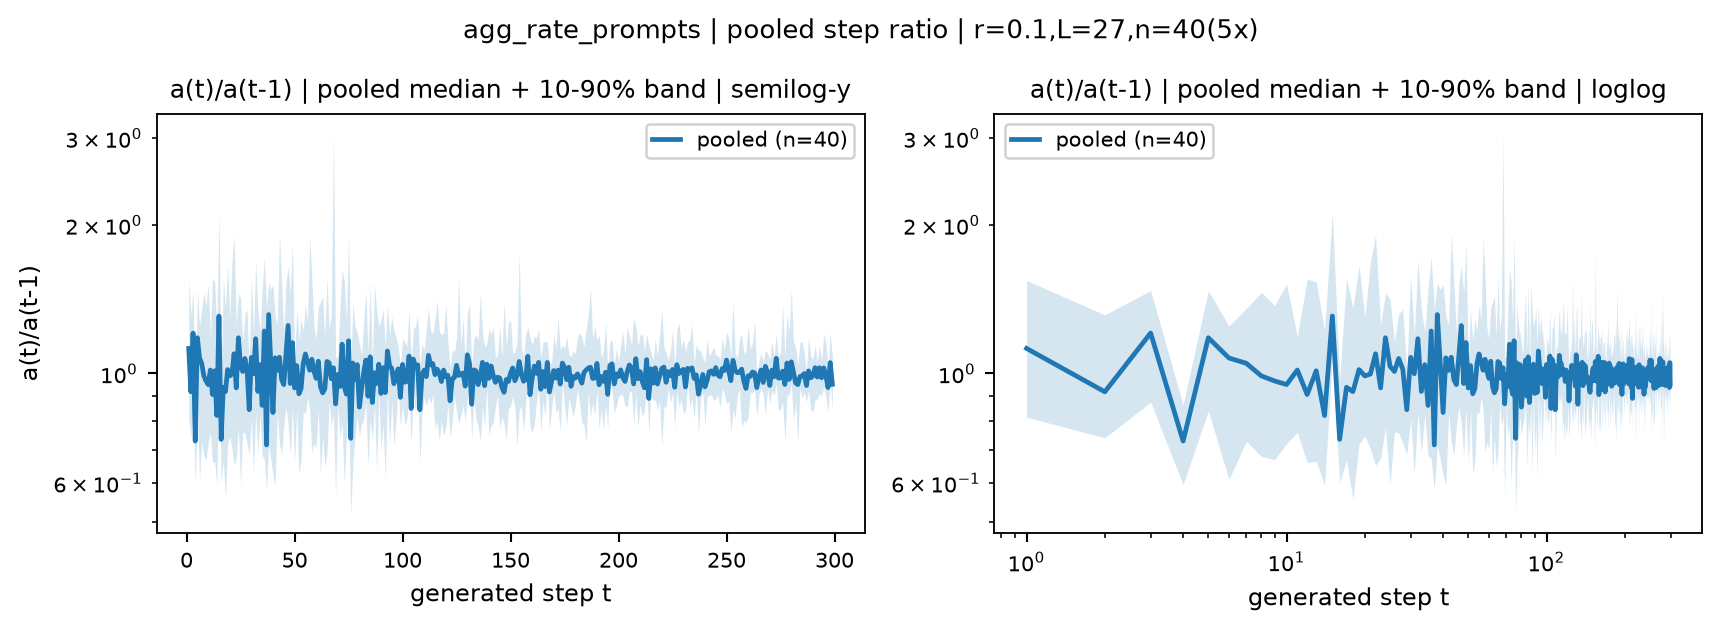 agg_rate_prompts | pooled step ratio | r=0.1,L=27,n=40(5x)
a(t)/a(t-1) | pooled median + 10-90% band | semilog-y
a(t)/a(t-1)
3 × 10⁰
2 × 10⁰
10⁰
6 × 10⁻¹
pooled (n=40)
0 50 100 150 200 250 300
generated step t
a(t)/a(t-1) | pooled median + 10-90% band | loglog
3 × 10⁰
2 × 10⁰
10⁰
6 × 10⁻¹
pooled (n=40)
10⁰ 10¹ 10²
generated step t